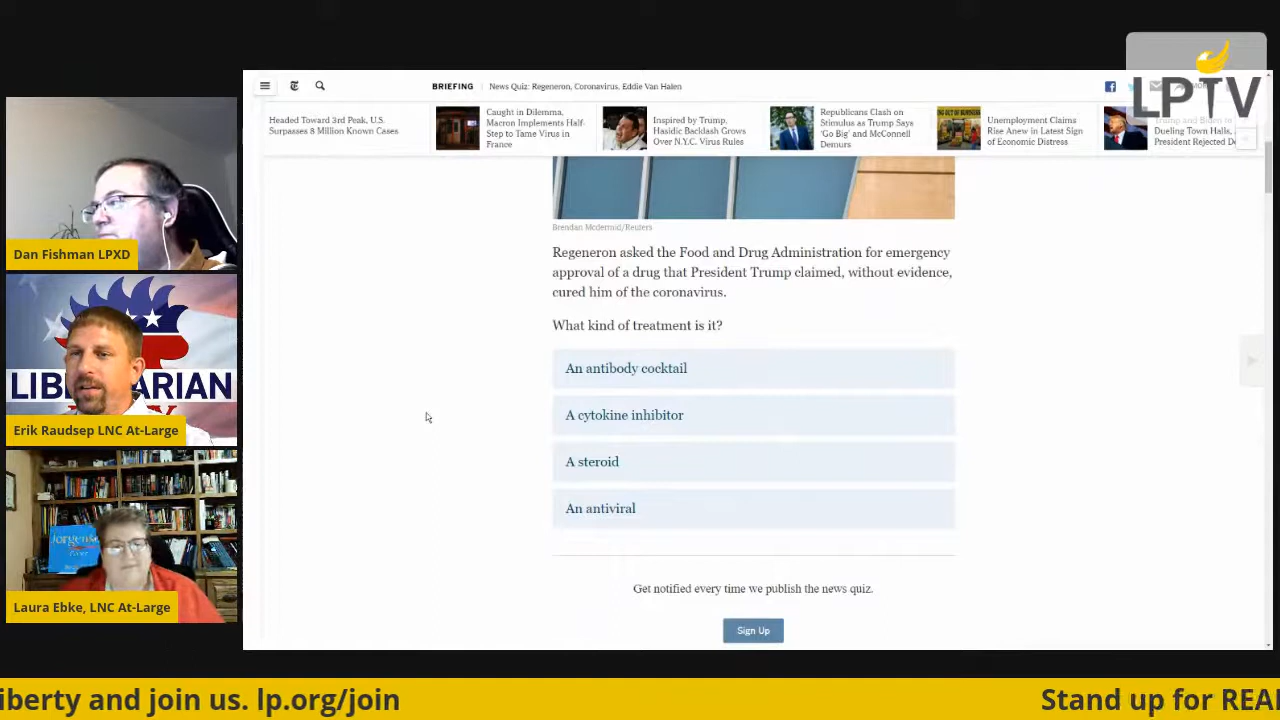 LPTV
BRIEFING
News Quiz: Regeneron, Coronavirus, Eddie Van Halen
Headed Toward 3rd Peak, U.S.
Surpasses 8 Million Known Cases
Caught in Dilemma,
Macron Implements Half-
Step to Tame Virus in
France
Inspired by Trump,
Hasidic Backlash Grows
Over N.Y.C. Virus Rules
Republicans Clash on
Stimulus as Trump Says
‘Go Big’ and McConnell
Demurs
Unemployment Claims
Rise Anew in Latest Sign
of Economic Distress
Trump and Biden to
Dueling Town Halls,
President Rejected
Brendan Mcdermid/Reuters
Regeneron asked the Food and Drug Administration for emergency
approval of a drug that President Trump claimed, without evidence,
cured him of the coronavirus.
What kind of treatment is it?
An antibody cocktail
A cytokine inhibitor
A steroid
An antiviral
Get notified every time we publish the news quiz.
Sign Up
Dan Fishman LPXD
LIB ARIAN
Erik Raudsep LNC At-Large
Jorgensen
Laura Ebke, LNC At-Large
iberty and join us. lp.org/join
Stand up for REA